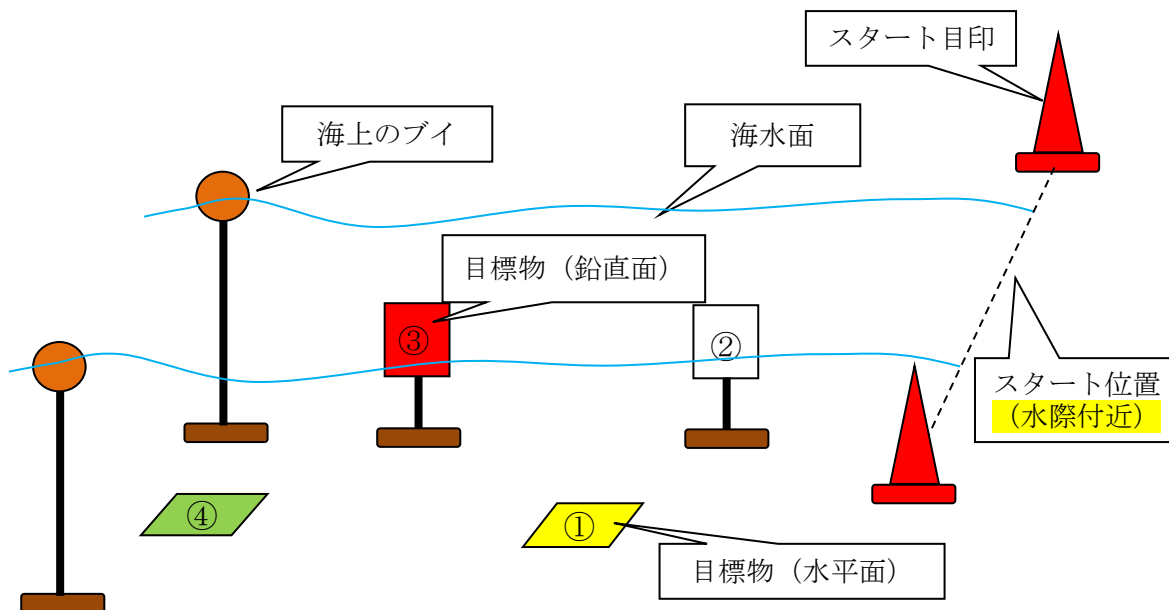 スタート目印
海上のブイ
海水面
目標物（鉛直面）
③
②
スタート位置
（水際付近）
④
①
目標物（水平面）